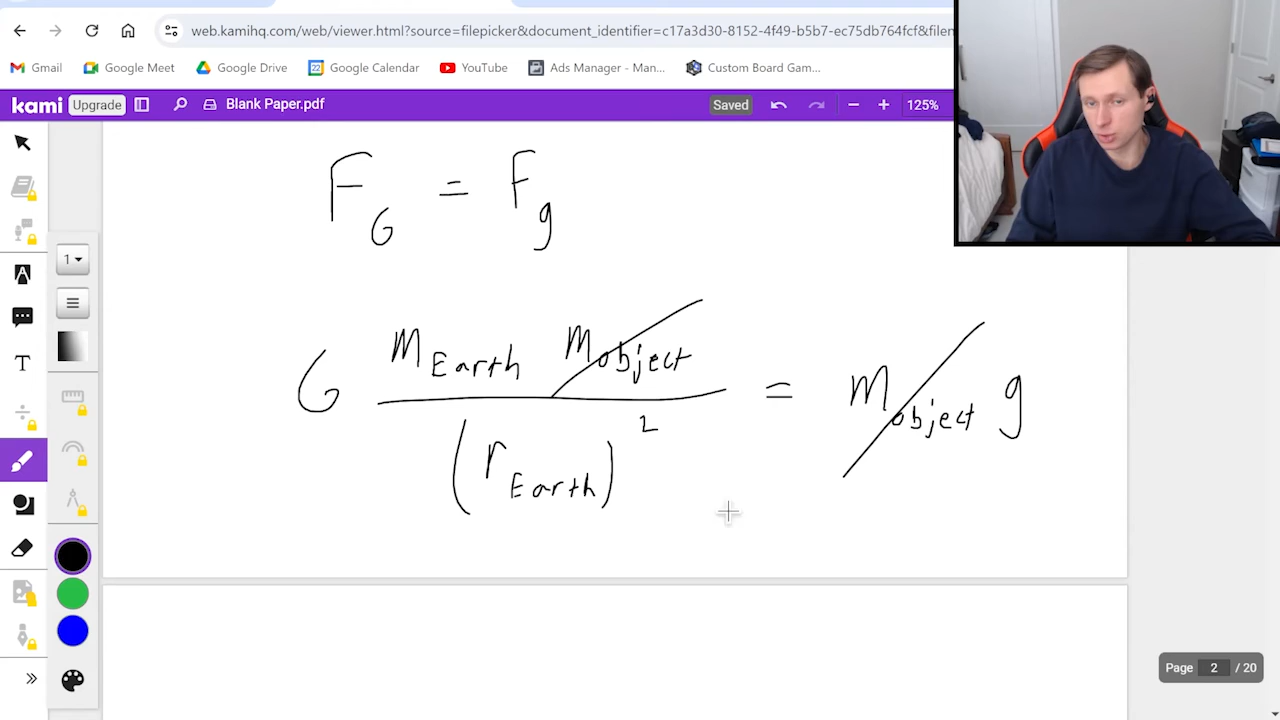 web.kamihq.com/web/viewer.html?source=filepicker&document_identifier=c17a3d30-8152-4f49-b5b7-ec75db764fcf&filen
Gmail Google Meet Google Drive 22 Google Calendar YouTube Ads Manager - Man... Custom Board Gam...
kami Upgrade Blank Paper.pdf Saved 125%
F_G = F_g
1
G m_Earth m_object / (r_Earth)^2 = m_object g
A
T
Page 2 / 20